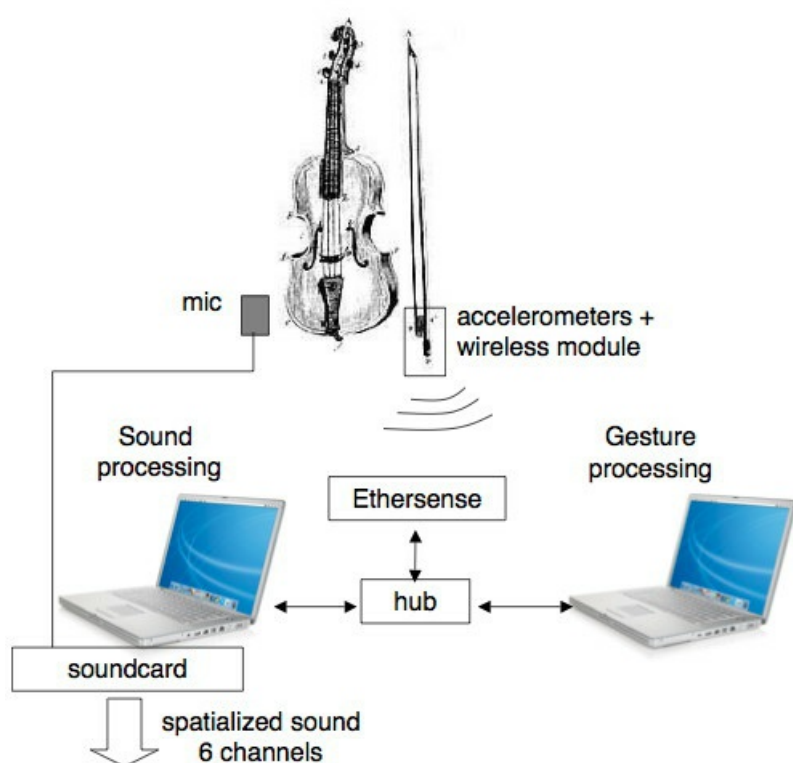 mic
accelerometers +
wireless module
Sound
processing
Gesture
processing
Ethersense
hub
soundcard
spatialized sound
6 channels